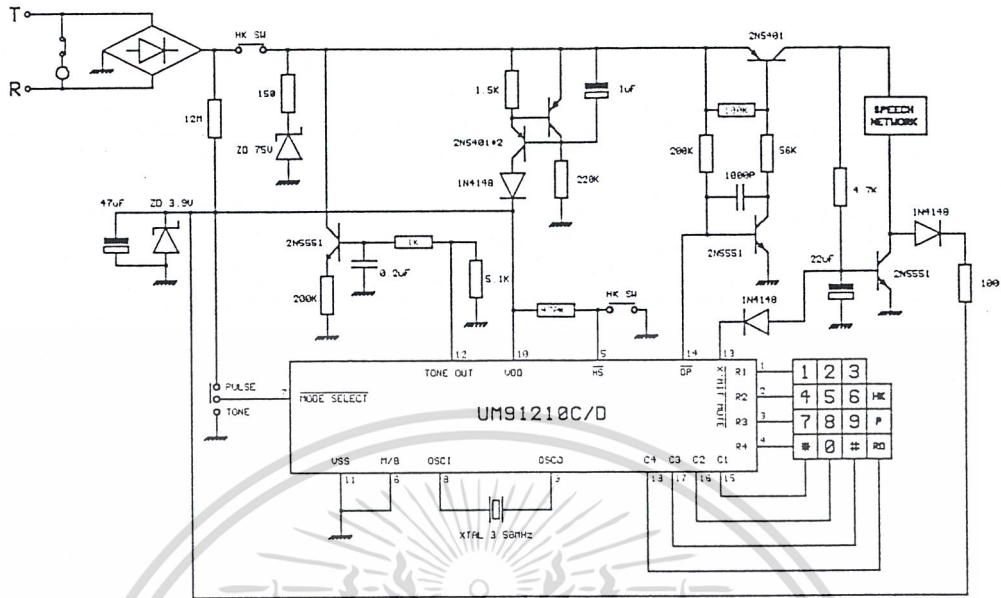 T
R
HK SW
12M
150
ZD 75V
1.5K
2N5401*2
1N4148
1uF
220K
2N5401
100K
200K
56K
1000P
2N5551
SPEECH
NETWORK
4.7K
1N4148
2N5551
22uF
100
1N4148
47uF
ZD 3.9V
2N5551
1K
0.2uF
5.1K
200K
HK SW
12
10
5
14
13
TONE OUT
VDD
HS
DP
X'MIT MUTE
PULSE
TONE
7
MODE SELECT
UM91210C/D
R1
R2
R3
R4
1
2
3
4
1 2 3
4 5 6 HK
7 8 9 P
* 0 # RD
VSS
M/B
OSCI
OSCO
C4
C3
C2
C1
11
6
8
9
18
17
16
15
XTAL 3.58MHz